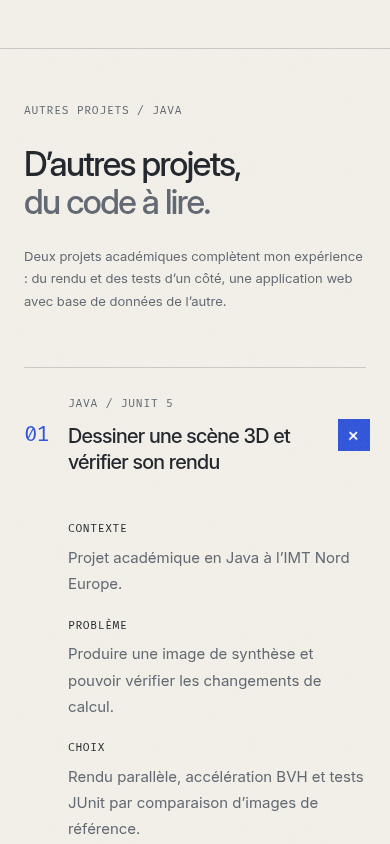 AUTRES PROJETS / JAVA
D’autres projets,
du code à lire.
Deux projets académiques complètent mon expérience
: du rendu et des tests d’un côté, une application web
avec base de données de l’autre.
JAVA / JUNIT 5
01
Dessiner une scène 3D et
vérifier son rendu
×
CONTEXTE
Projet académique en Java à l’IMT Nord
Europe.
PROBLÈME
Produire une image de synthèse et
pouvoir vérifier les changements de
calcul.
CHOIX
Rendu parallèle, accélération BVH et tests
JUnit par comparaison d’images de
référence.